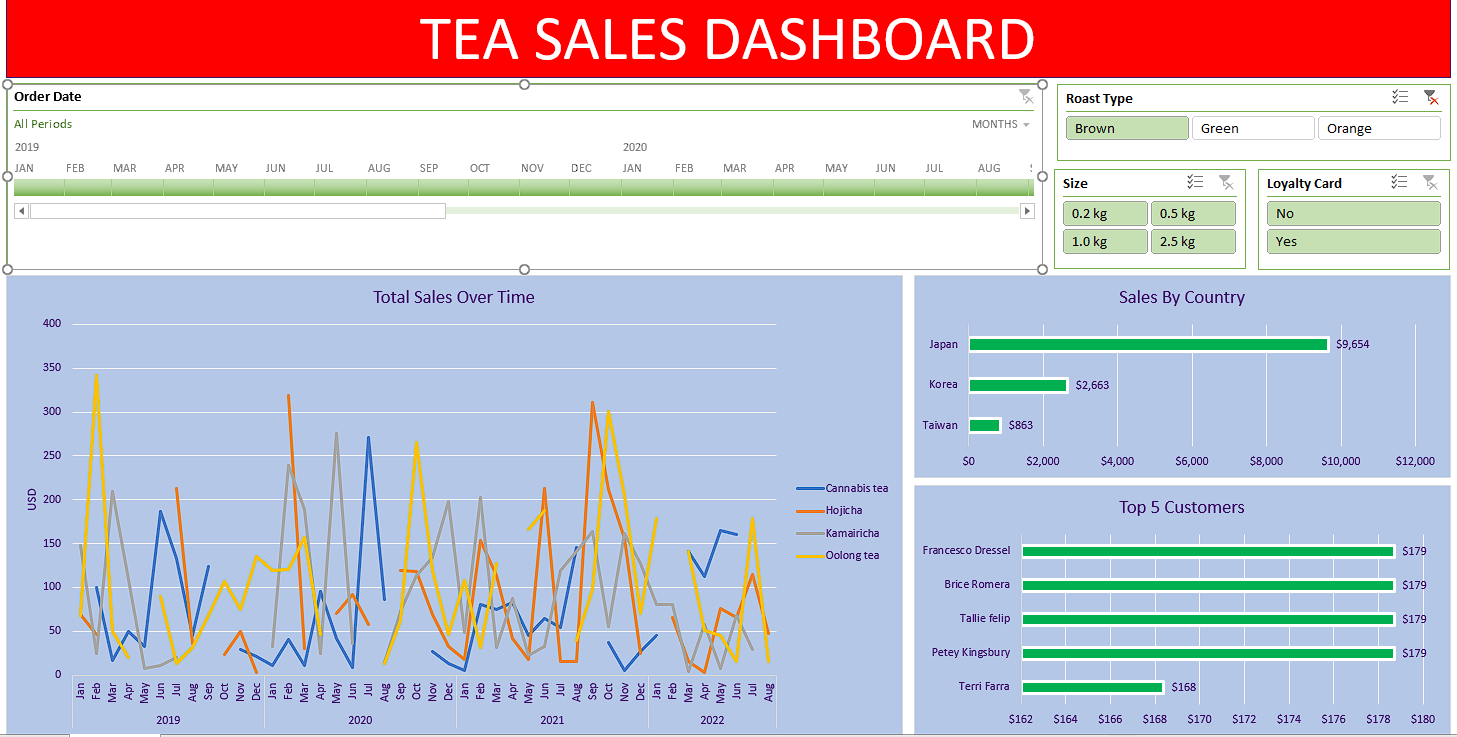 TEA SALES DASHBOARD
Order Date
All Periods
MONTHS
2019 2020
JAN FEB MAR APR MAY JUN JUL AUG SEP OCT NOV DEC JAN FEB MAR APR MAY JUN JUL AUG
Roast Type
Brown Green Orange
Size
0.2 kg 0.5 kg
1.0 kg 2.5 kg
Loyalty Card
No
Yes
Total Sales Over Time
400
350
300
250
200
150
100
50
0
USD
Jan Feb Mar Apr May Jun Jul Aug Sep Oct Nov Dec Jan Feb Mar Apr May Jun Jul Aug Sep Oct Nov Dec Jan Feb Mar Apr May Jun Jul Aug Sep Oct Nov Dec Jan Feb Mar Apr May Jun Jul Aug
2019 2020 2021 2022
Cannabis tea
Hojicha
Kamairicha
Oolong tea
Sales By Country
Japan $9,654
Korea $2,663
Taiwan $863
$0 $2,000 $4,000 $6,000 $8,000 $10,000 $12,000
Top 5 Customers
Francesco Dressel $179
Brice Romera $179
Tallie felip $179
Petey Kingsbury $179
Terri Farra $168
$162 $164 $166 $168 $170 $172 $174 $176 $178 $180